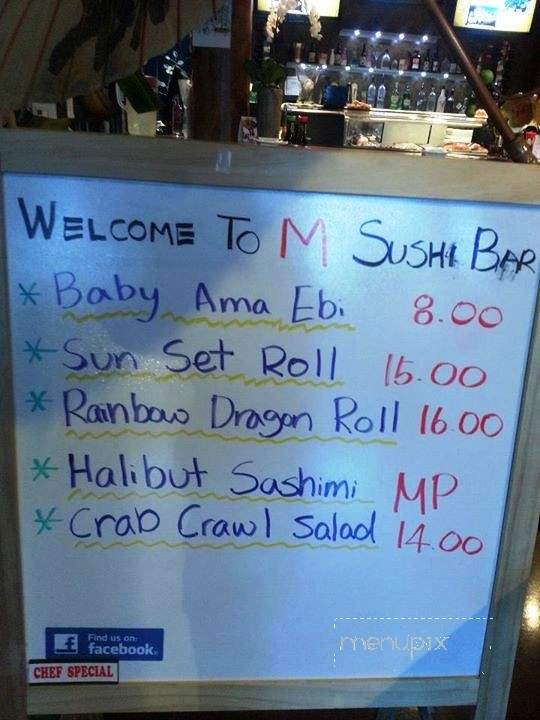 WELCOME TO M SUSHI BAR
* Baby Ama Ebi 8.00
* Sun Set Roll 15.00
* Rainbow Dragon Roll 16.00
* Halibut Sashimi MP
* Crab Crawl Salad 14.00
f Find us on:
facebook.
CHEF SPECIAL
menupix